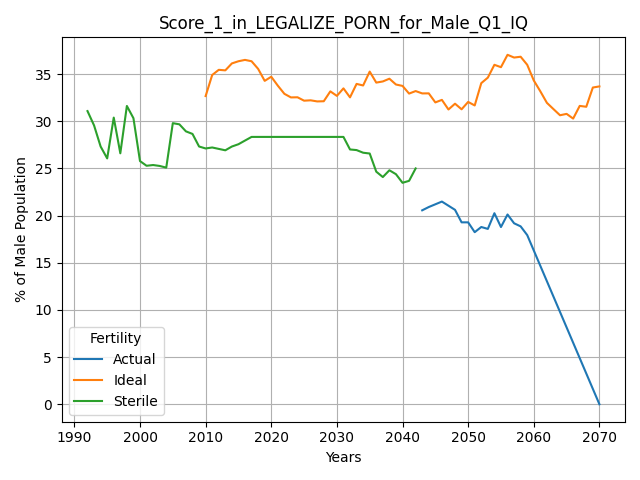 Score_1_in_LEGALIZE_PORN_for_Male_Q1_IQ
% of Male Population
35
30
25
20
15
10
5
0
Fertility
Actual
Ideal
Sterile
1990 2000 2010 2020 2030 2040 2050 2060 2070
Years